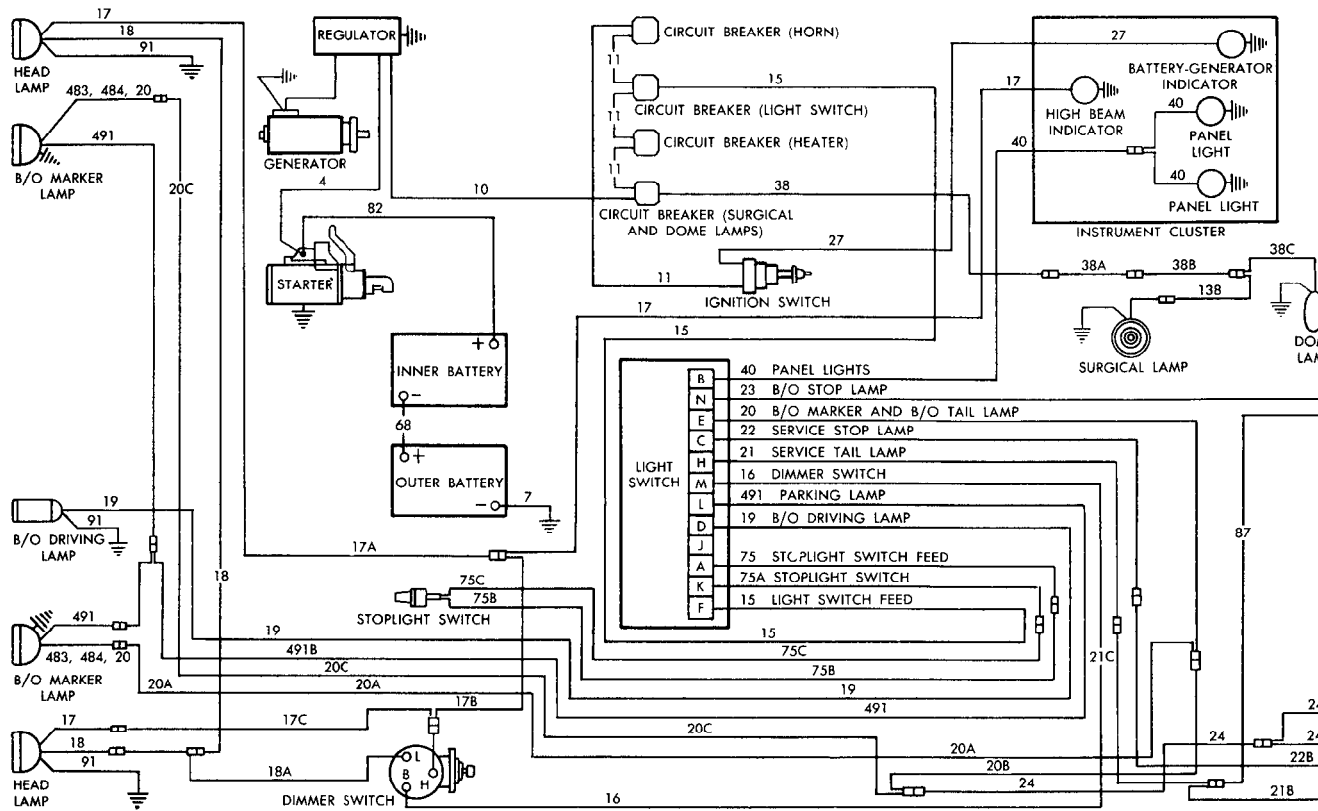 17
18
91
HEAD
LAMP
483, 484, 20
491
B/O MARKER
LAMP
20C
REGULATOR
GENERATOR
4
82
10
STARTER
CIRCUIT BREAKER (HORN)
11
15
CIRCUIT BREAKER (LIGHT SWITCH)
11
CIRCUIT BREAKER (HEATER)
11
38
CIRCUIT BREAKER (SURGICAL
AND DOME LAMPS)
27
11
IGNITION SWITCH
27
BATTERY-GENERATOR
INDICATOR
17
HIGH BEAM
INDICATOR
40
PANEL
LIGHT
40
40
PANEL LIGHT
INSTRUMENT CLUSTER
38A
38B
38C
138
SURGICAL LAMP
DO
LA
17
15
+
INNER BATTERY
-
68
+
OUTER BATTERY
-
7
LIGHT
SWITCH
B 40 PANEL LIGHTS
N 23 B/O STOP LAMP
E 20 B/O MARKER AND B/O TAIL LAMP
C 22 SERVICE STOP LAMP
H 21 SERVICE TAIL LAMP
M 16 DIMMER SWITCH
L 491 PARKING LAMP
D 19 B/O DRIVING LAMP
J
A 75 STOPLIGHT SWITCH FEED
K 75A STOPLIGHT SWITCH
F 15 LIGHT SWITCH FEED
87
19
91
B/O DRIVING
LAMP
17A
18
75C
75B
STOPLIGHT SWITCH
491
483, 484, 20
B/O MARKER
LAMP
19
491B
20C
20A
20A
15
75C
75B
19
491
21C
17
18
91
HEAD
LAMP
17C
17B
18A
L
B
H
DIMMER SWITCH
16
20C
20A
20B
24
24
24
24
22B
21B